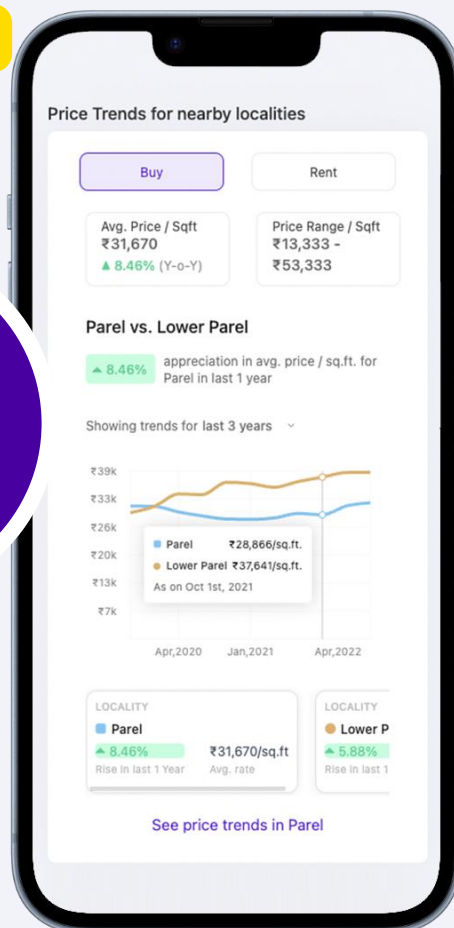 Price Trends for nearby localities
Buy
Rent
Avg. Price / Sqft
₹31,670
▲ 8.46% (Y-o-Y)
Price Range / Sqft
₹13,333 -
₹53,333
Parel vs. Lower Parel
▲ 8.46%
appreciation in avg. price / sq.ft. for
Parel in last 1 year
Showing trends for last 3 years
₹39k
₹33k
₹26k
₹20k
₹13k
₹7k
Parel ₹28,866/sq.ft.
Lower Parel ₹37,641/sq.ft.
As on Oct 1st, 2021
Apr,2020 Jan,2021 Apr,2022
LOCALITY
Parel
▲ 8.46% ₹31,670/sq.ft
Rise in last 1 Year Avg. rate
LOCALITY
Lower P
▲ 5.88%
Rise in last 1
See price trends in Parel